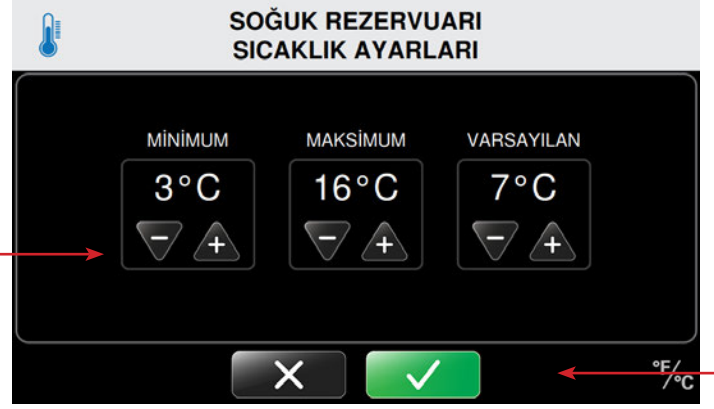 SOĞUK REZERVUARI
SICAKLIK AYARLARI
MİNİMUM MAKSİMUM VARSAYILAN
3°C 16°C 7°C
- + - + - +
°F/°C